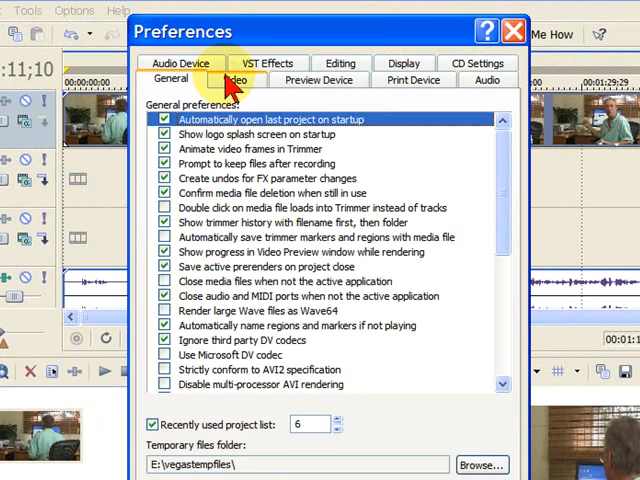 Tools Options
Preferences
Me How
:11;10
Audio Device VST Effects Editing Display CD Settings
General Video Preview Device Print Device Audio
00:00:00;00
00:01:29;29
General preferences:
Automatically open last project on startup
Show logo splash screen on startup
Animate video frames in Trimmer
Prompt to keep files after recording
Create undos for FX parameter changes
Confirm media file deletion when still in use
Double click on media file loads into Trimmer instead of tracks
Show trimmer history with filename first, then folder
Automatically save trimmer markers and regions with media file
Show progress in Video Preview window while rendering
Save active prerenders on project close
Close media files when not the active application
Close audio and MIDI ports when not the active application
Render large Wave files as Wave64
Automatically name regions and markers if not playing
Ignore third party DV codecs
Use Microsoft DV codec
Strictly conform to AVI2 specification
Disable multi-processor AVI rendering
00:01:1
Recently used project list: 6
Temporary files folder:
E:\vegastempfiles\ Browse...